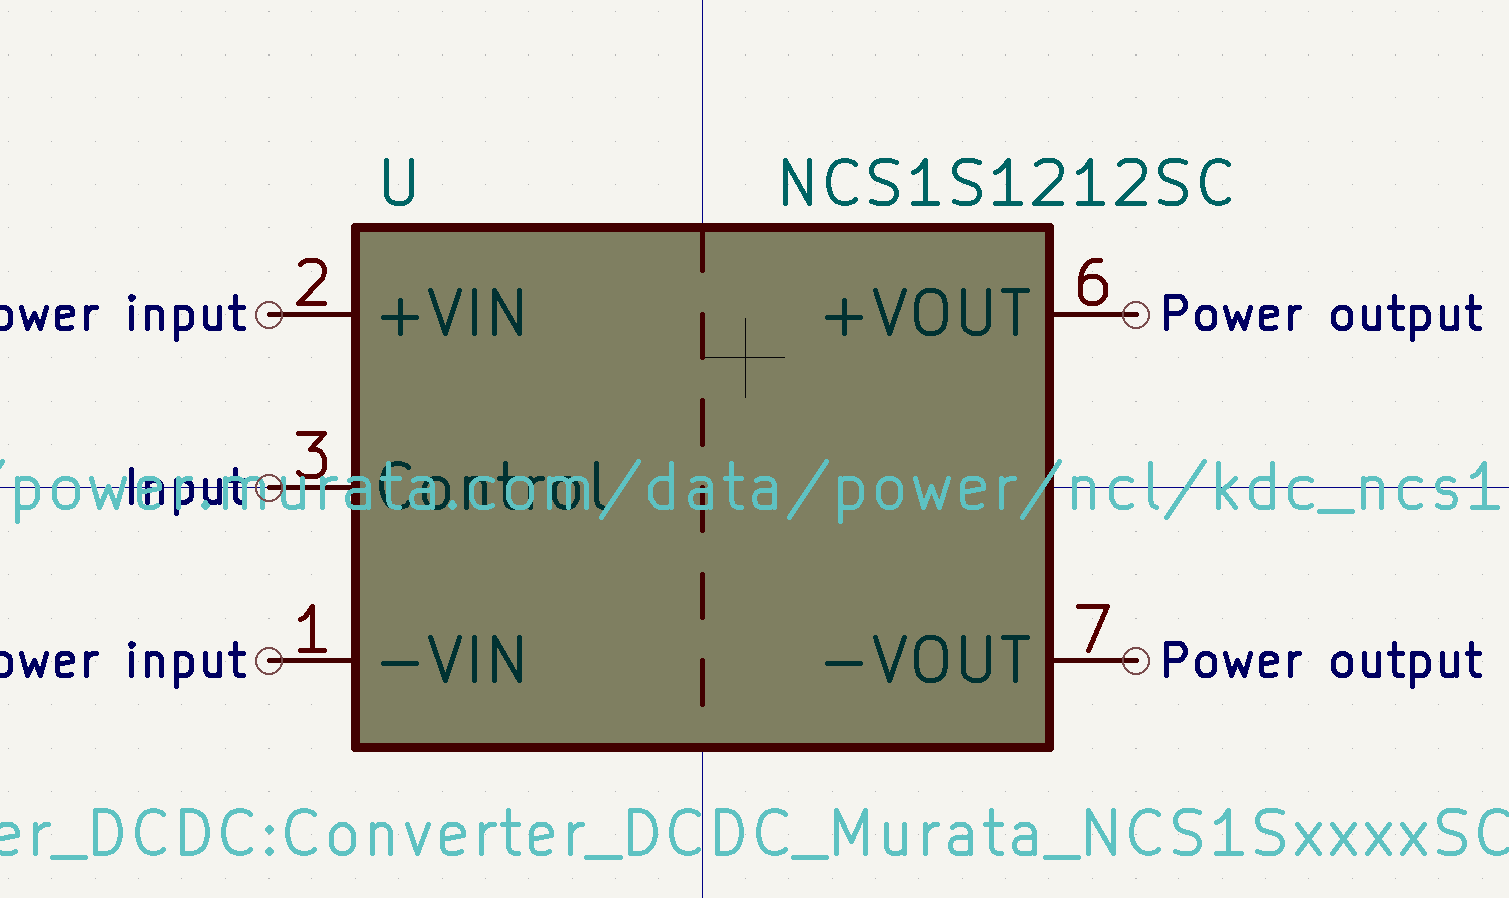 U NCS1S1212SC
2 6
ower input +VIN +VOUT Power output
3
Input Control
/power.murata.com/data/power/ncl/kdc_ncs1
1 7
ower input −VIN −VOUT Power output
er_DCDC:Converter_DCDC_Murata_NCS1SxxxxSC